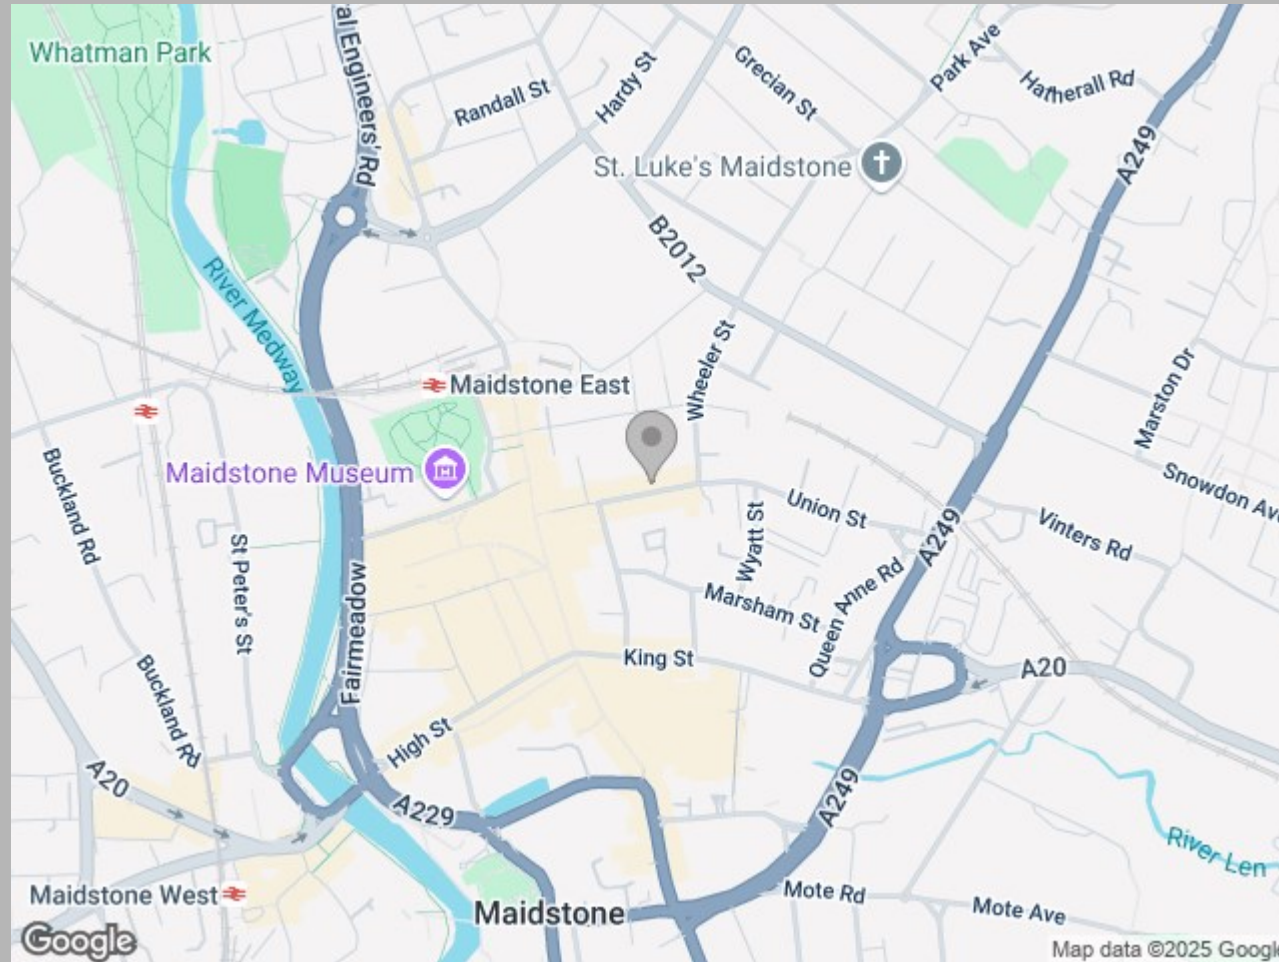 Whatman Park
al Engineers' Rd
Randall St
Hardy St
Grecian St
Park Ave
Hatherall Rd
A249
St. Luke's Maidstone
B2012
River Medway
Wheeler St
Marston Dr
Maidstone East
Maidstone Museum
Buckland Rd
St Peter's St
Union St
Wyatt St
A249
Snowdon Av
Vinters Rd
Queen Anne Rd
Marsham St
Fairmeadow
King St
A20
Buckland Rd
High St
A20
A229
A249
River Len
Maidstone West
Maidstone
Mote Rd
Mote Ave
Google
Map data ©2025 Google